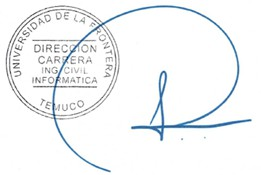 UNIVERSIDAD DE LA FRONTERA
DIRECCION
CARRERA
ING. CIVIL
INFORMATICA
TEMUCO